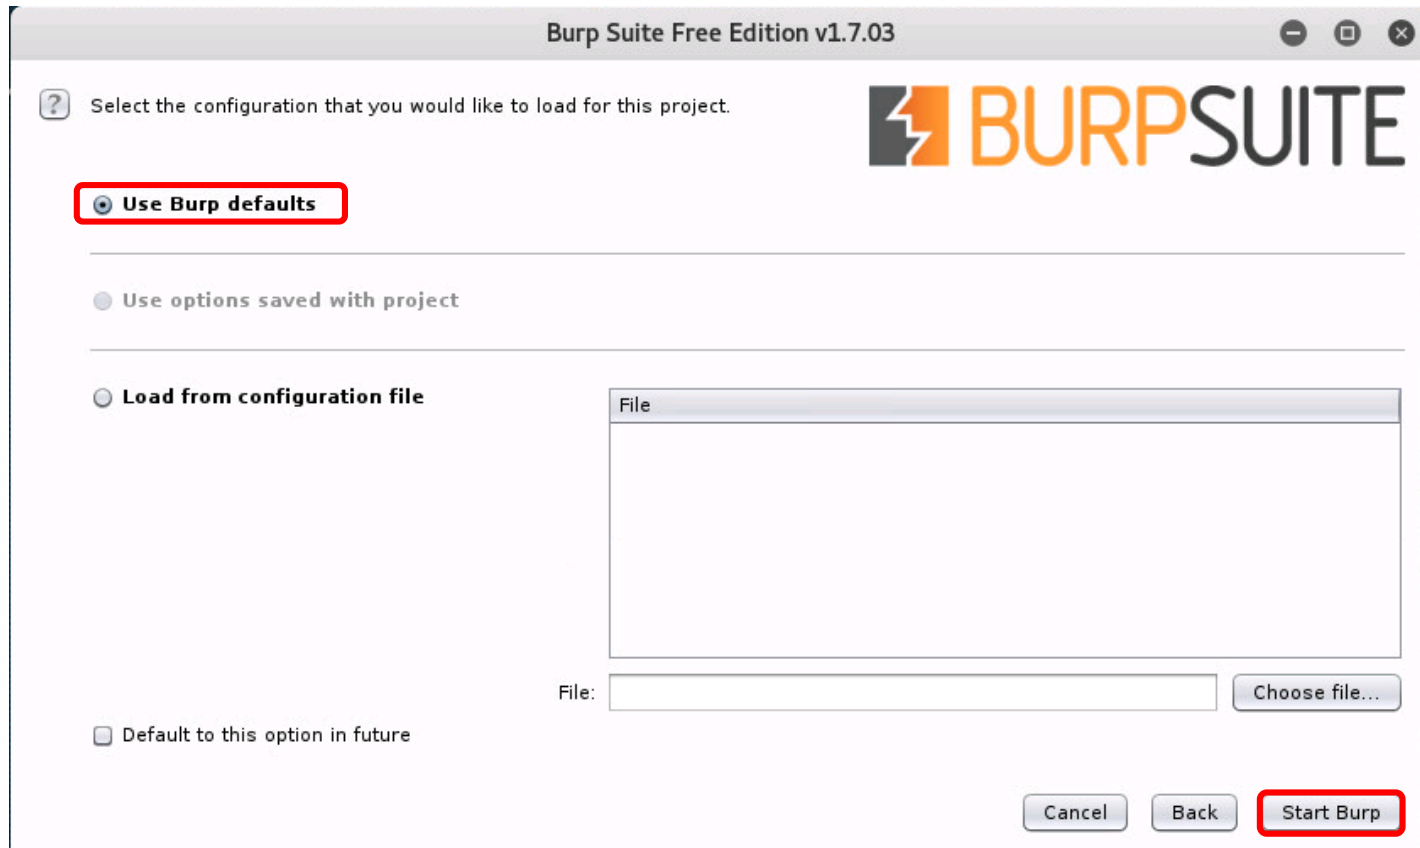 Burp Suite Free Edition v1.7.03
? Select the configuration that you would like to load for this project.
BURPSUITE
Use Burp defaults
Use options saved with project
Load from configuration file
File
File:
Choose file...
Default to this option in future
Cancel Back Start Burp